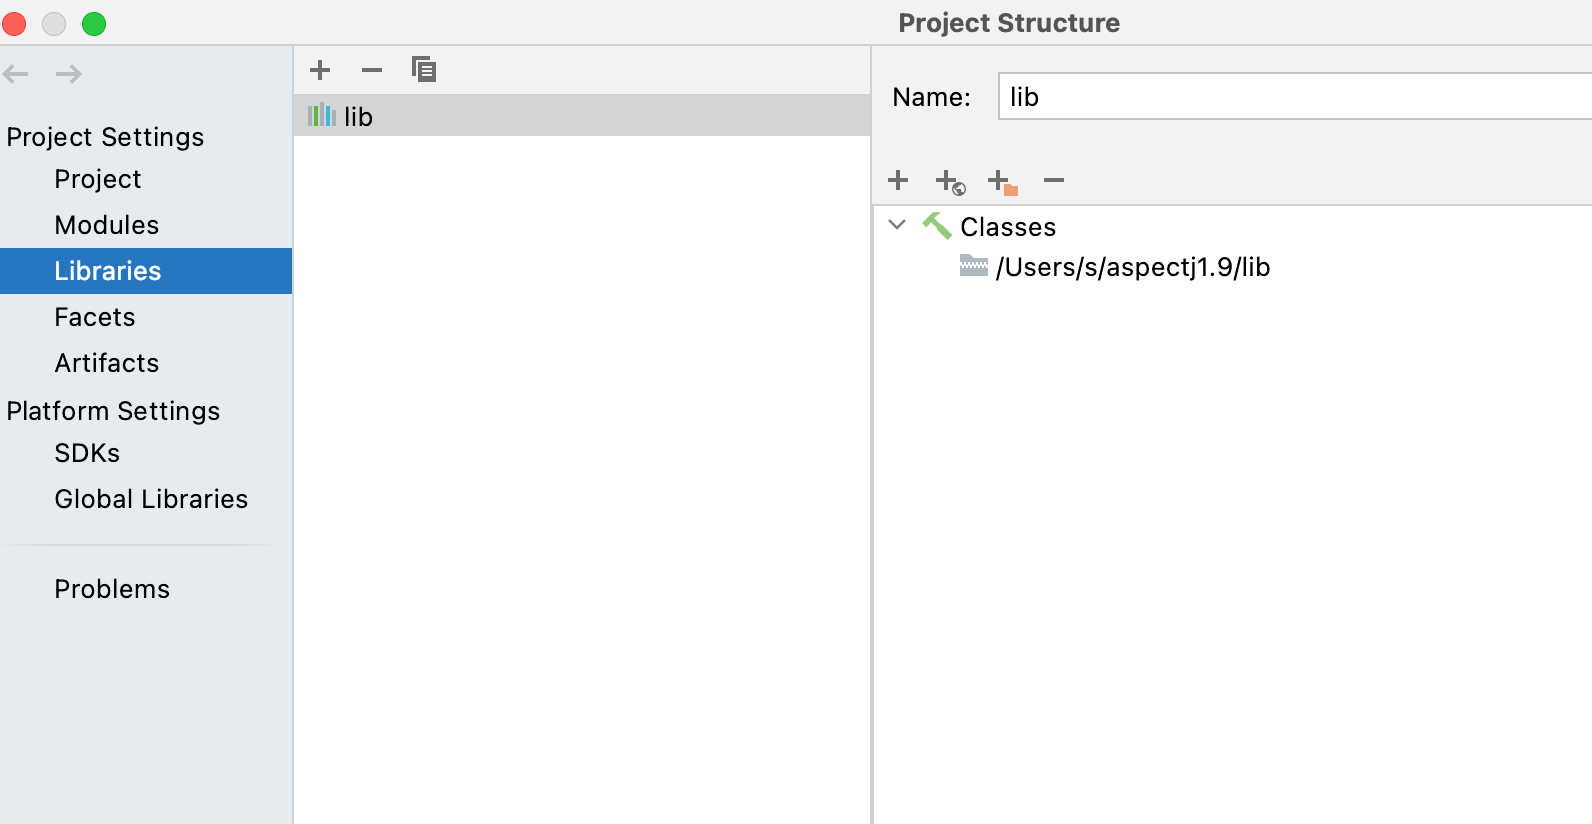 Project Structure
Project Settings
Project
Modules
Libraries
Facets
Artifacts
Platform Settings
SDKs
Global Libraries
Problems
lib
Name: lib
Classes
/Users/s/aspectj1.9/lib